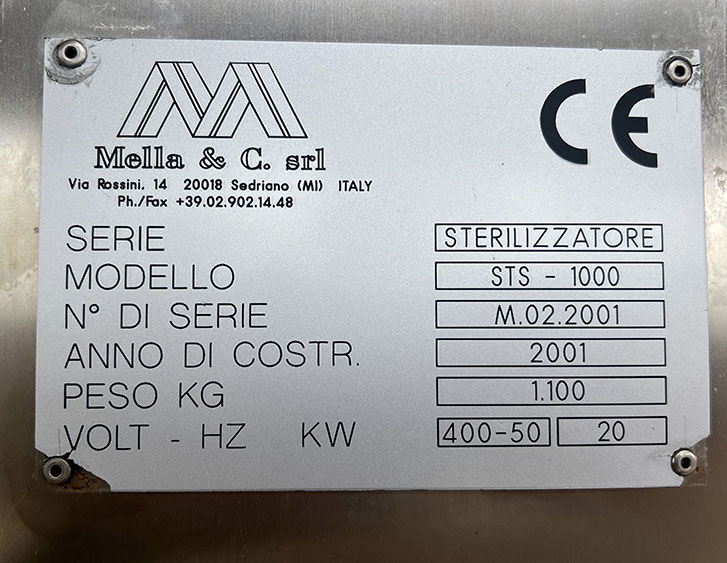 CE
Mella & C. srl
Via Rossini, 14 20018 Sedriano (MI) ITALY
Ph./Fax +39.02.902.14.48
SERIE STERILIZZATORE
MODELLO STS - 1000
N° DI SERIE M.02.2001
ANNO DI COSTR. 2001
PESO KG 1.100
VOLT - HZ KW 400-50 20